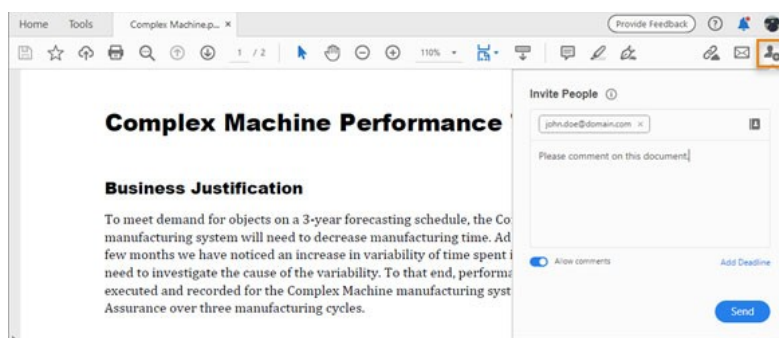 Home Tools Complex Machine.p... ×
Provide Feedback
1 / 2 110%
Invite People
john.doe@domain.com ×
Please comment on this document.
Allow comments Add Deadline
Send
Complex Machine Performance
Business Justification
To meet demand for objects on a 3-year forecasting schedule, the Co
manufacturing system will need to decrease manufacturing time. Ad
few months we have noticed an increase in variability of time spent i
need to investigate the cause of the variability. To that end, performa
executed and recorded for the Complex Machine manufacturing syst
Assurance over three manufacturing cycles.